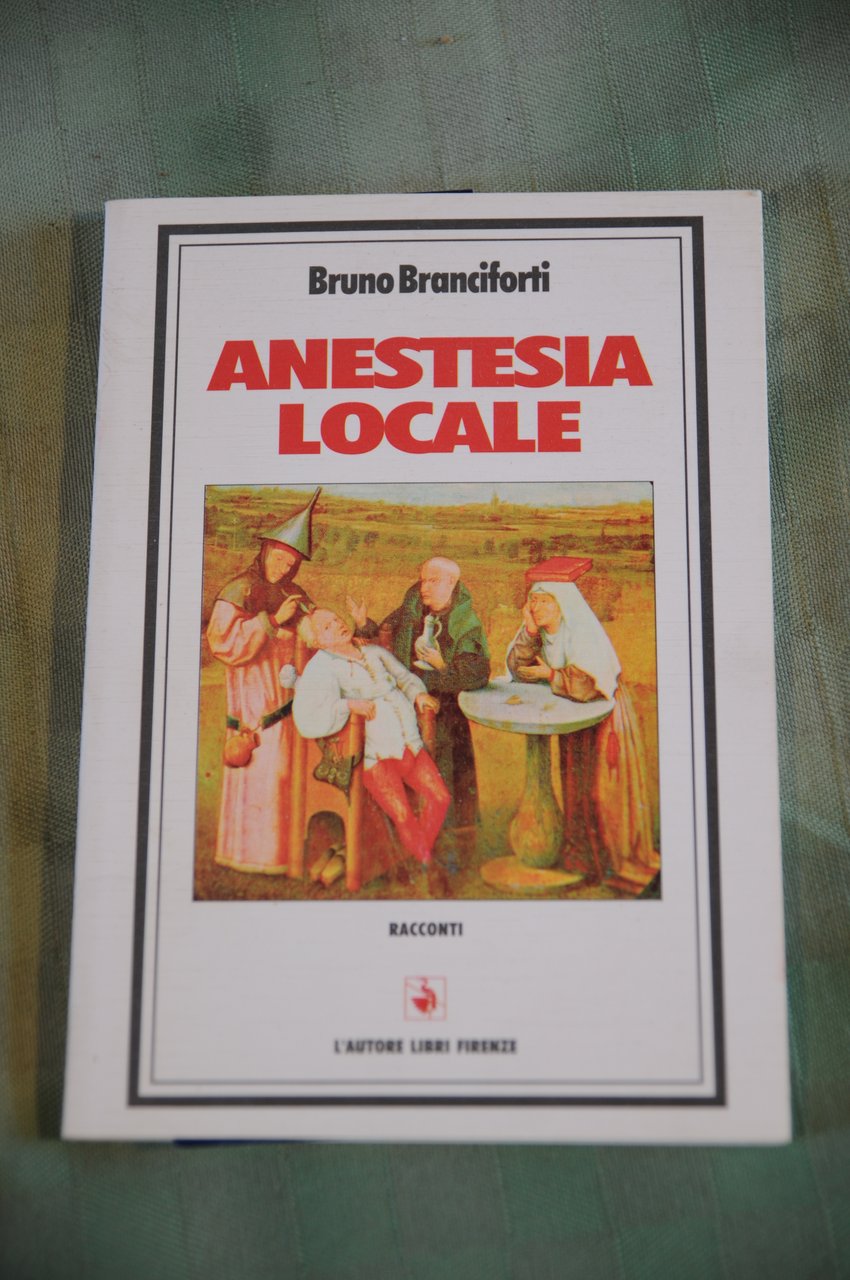 Bruno Branciforti
ANESTESIA
LOCALE
RACCONTI
L'AUTORE LIBRI FIRENZE